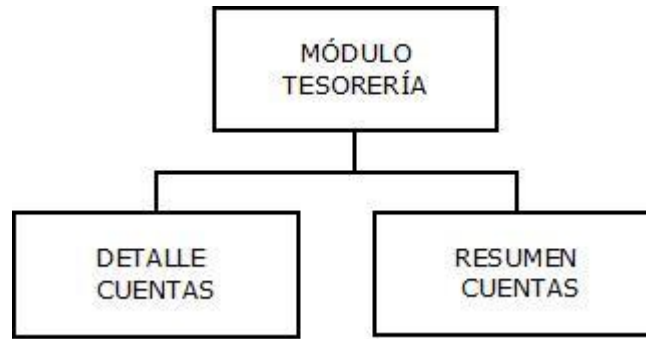 MÓDULO
TESORERÍA
DETALLE
CUENTAS
RESUMEN
CUENTAS